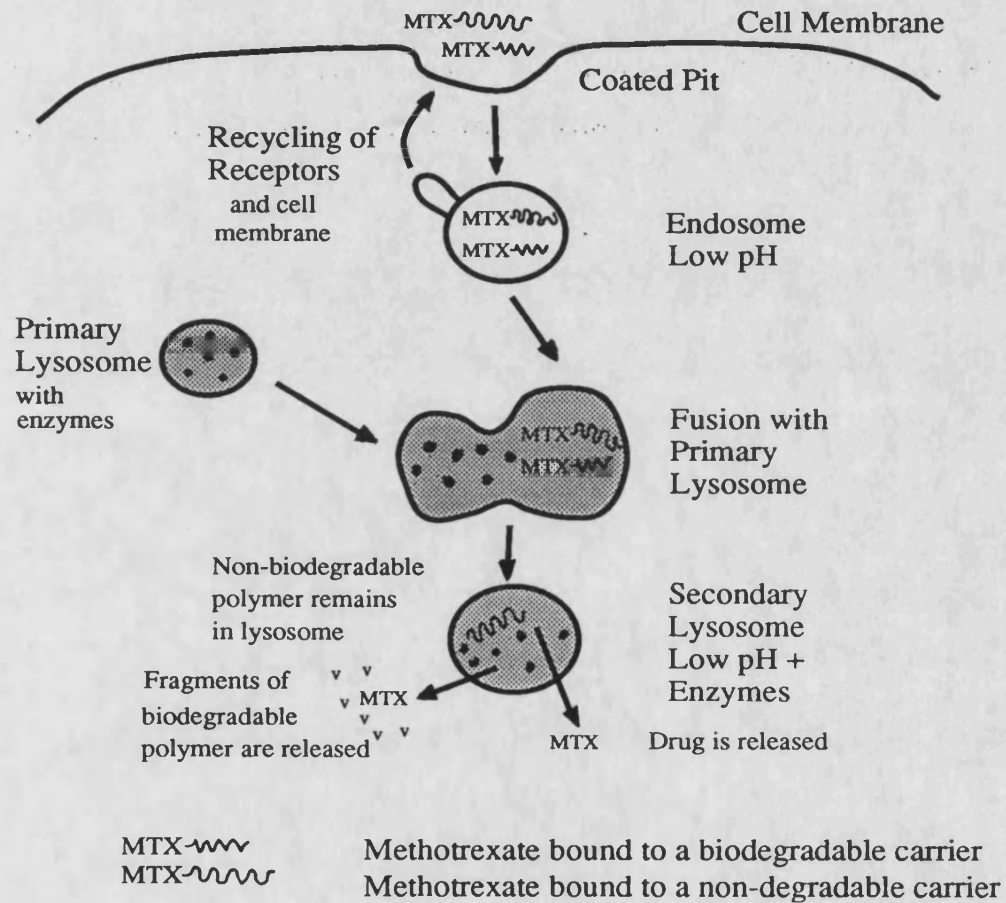 MTX
Cell Membrane
MTX
Coated Pit
Recycling of
Receptors
and cell
membrane
MTX
MTX
Endosome
Low pH
Primary
Lysosome
with
enzymes
MTX
MTX
Fusion with
Primary
Lysosome
Non-biodegradable
polymer remains
in lysosome
Secondary
Lysosome
Low pH +
Enzymes
Fragments of
biodegradable
polymer are released
v v
v MTX
v
v v
MTX Drug is released
MTX Methotrexate bound to a biodegradable carrier
MTX Methotrexate bound to a non-degradable carrier